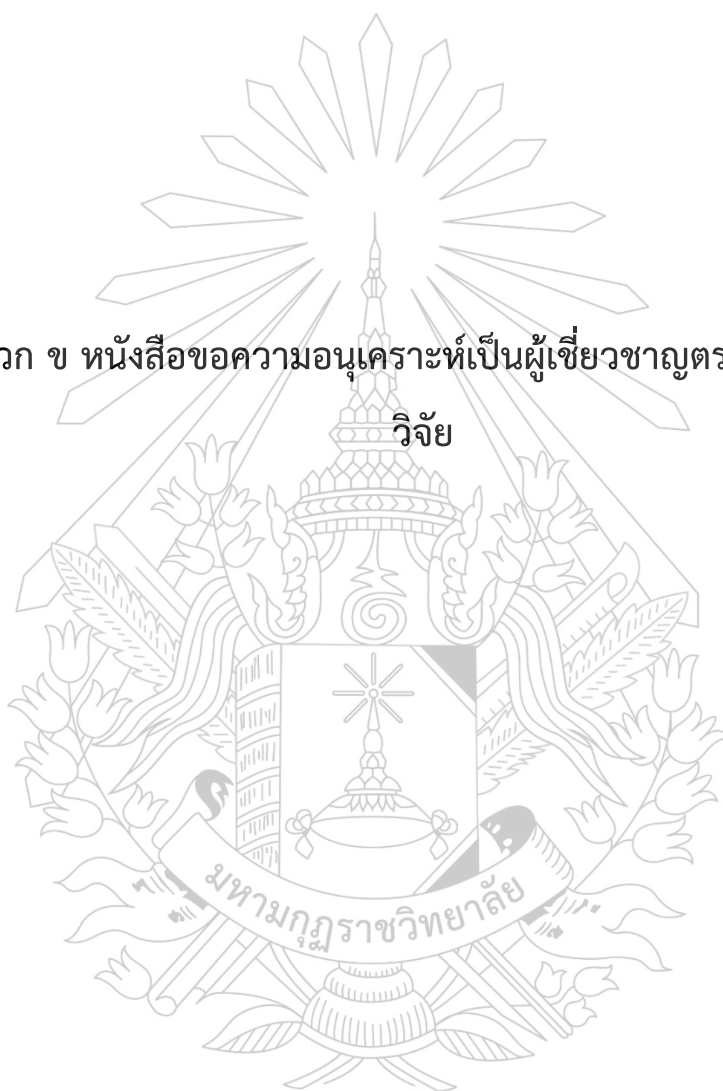 วก ข หนังสือขอความอนุเคราะห์เป็นผู้เชี่ยวชาญตร
วิจัย
มหามกุฏราชวิทยาลัย